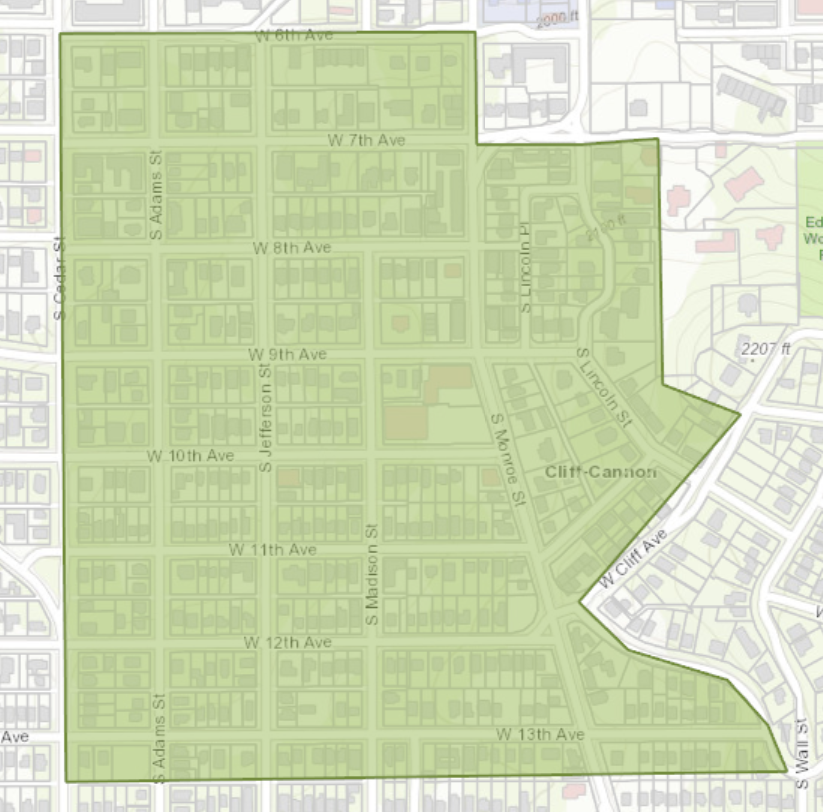 2000 ft
W 6th Ave
W 7th Ave
S Adams St
2100 ft
Ed
Wo
F
S Cedar St
W 8th Ave
S Lincoln Pl
W 9th Ave
2207 ft
S Lincoln St
S Jefferson St
S Monroe St
W 10th Ave
Cliff-Cannon
W 11th Ave
S Madison St
W Cliff Ave
W 12th Ave
S Adams St
Ave
W 13th Ave
S Wall St